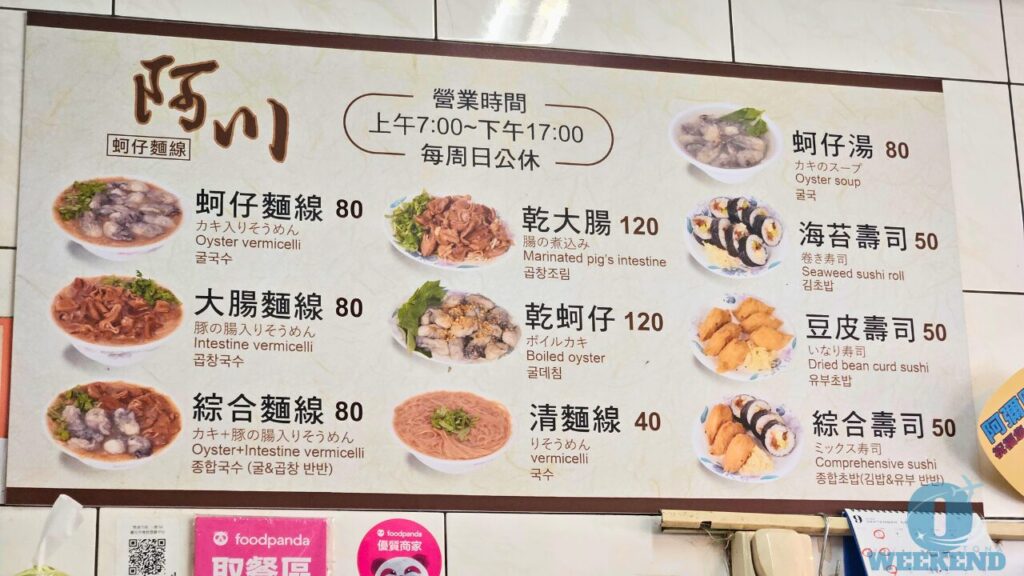 阿川
蚵仔麵線
營業時間
上午7:00~下午17:00
每周日公休
蚵仔麵線 80
カキ入りそうめん
Oyster vermicelli
굴국수
大腸麵線 80
豚の腸入りそうめん
Intestine vermicelli
곱창국수
綜合麵線 80
カキ+豚の腸入りそうめん
Oyster+Intestine vermicelli
종합국수 (굴&곱창 반반)
乾大腸 120
腸の煮込み
Marinated pig's intestine
곱창조림
乾蚵仔 120
ボイルカキ
Boiled oyster
굴데침
清麵線 40
りそうめん
vermicelli
국수
蚵仔湯 80
カキのスープ
Oyster soup
굴국
海苔壽司 50
巻き寿司
Seaweed sushi roll
김초밥
豆皮壽司 50
いなり寿司
Dried bean curd sushi
유부초밥
綜合壽司 50
ミックス寿司
Comprehensive sushi
종합초밥(김밥&유부 반반)
foodpanda
取餐區
foodpanda
優質商家
WEEKEND